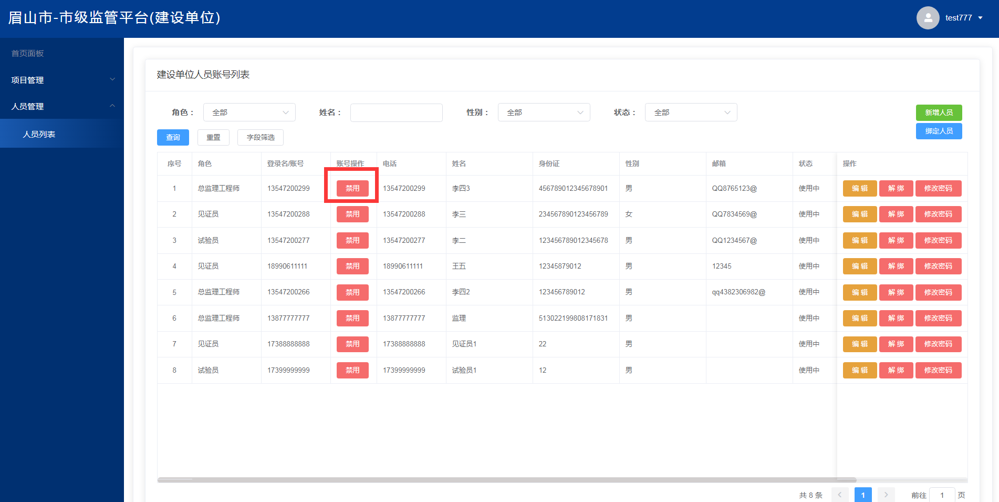 眉山市-市级监管平台(建设单位)
test777
首页面板
项目管理
人员管理
人员列表
建设单位人员账号列表
角色： 全部 姓名： 性别： 全部 状态： 全部 新增人员
查询 重置 字段筛选 绑定人员
序号 角色 登录名/账号 账号操作 电话 姓名 身份证 性别 邮箱 状态 操作
1 总监理工程师 13547200299 禁用 13547200299 李四3 456789012345678901 男 QQ8765123@ 使用中 编 辑 解 绑 修改密码
2 见证员 13547200288 禁用 13547200288 李三 234567890123456789 女 QQ7834569@ 使用中 编 辑 解 绑 修改密码
3 试验员 13547200277 禁用 13547200277 李二 123456789012345678 男 QQ1234567@ 使用中 编 辑 解 绑 修改密码
4 见证员 18990611111 禁用 18990611111 王五 12345879012 男 12345 使用中 编 辑 解 绑 修改密码
5 总监理工程师 13547200266 禁用 13547200266 李四2 123456789012 男 qq4382306982@ 使用中 编 辑 解 绑 修改密码
6 总监理工程师 13877777777 禁用 13877777777 监理 513022199808171831 男 使用中 编 辑 解 绑 修改密码
7 见证员 17388888888 禁用 17388888888 见证员1 22 男 使用中 编 辑 解 绑 修改密码
8 试验员 17399999999 禁用 17399999999 试验员1 12 男 使用中 编 辑 解 绑 修改密码
共 8 条 1 前往 1 页